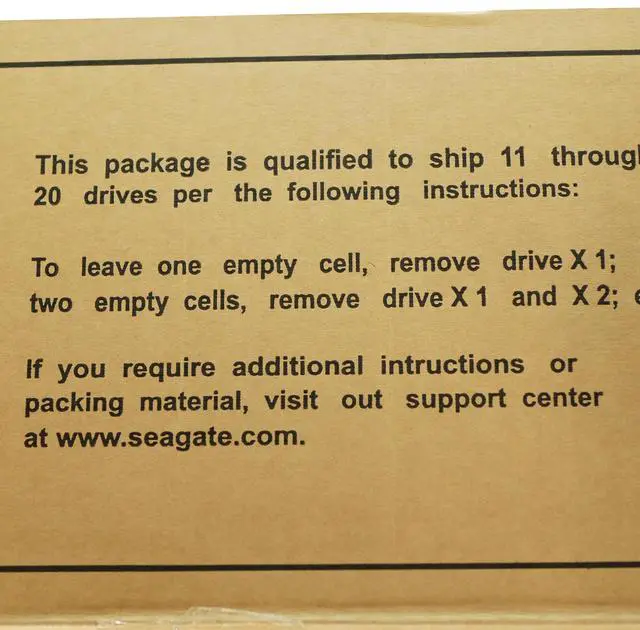 This package is qualified to ship 11 throug
20 drives per the following instructions:
To leave one empty cell, remove drive X 1;
two empty cells, remove drive X 1 and X 2; e
If you require additional intructions or
packing material, visit out support center
at www.seagate.com.